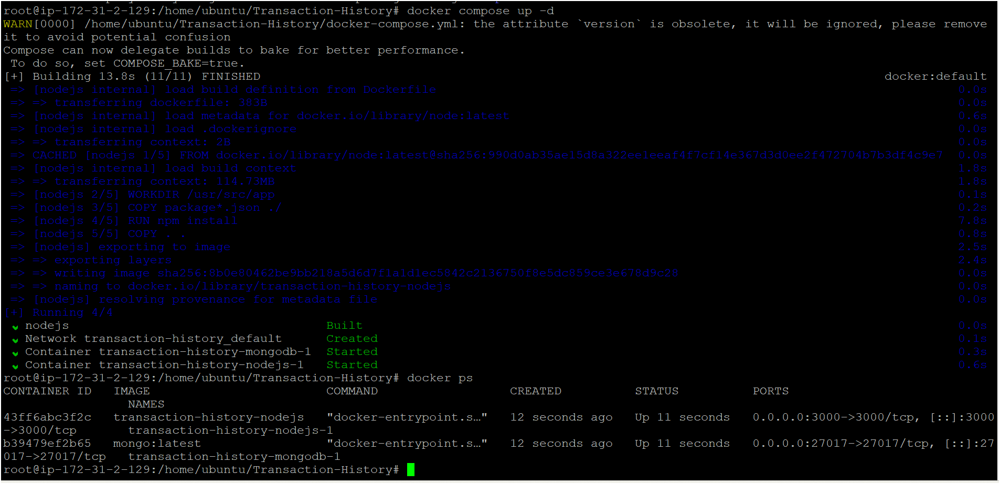 root@ip-172-31-2-129:/home/ubuntu/Transaction-History# docker compose up -d
WARN[0000] /home/ubuntu/Transaction-History/docker-compose.yml: the attribute `version` is obsolete, it will be ignored, please remove
it to avoid potential confusion
Compose can now delegate builds to bake for better performance.
 To do so, set COMPOSE_BAKE=true.
[+] Building 13.8s (11/11) FINISHED docker:default
 => [nodejs internal] load build definition from Dockerfile 0.0s
 => => transferring dockerfile: 383B 0.0s
 => [nodejs internal] load metadata for docker.io/library/node:latest 0.6s
 => [nodejs internal] load .dockerignore 0.0s
 => => transferring context: 2B 0.0s
 => CACHED [nodejs 1/5] FROM docker.io/library/node:latest@sha256:990d0ab35ae15d8a322ee1eeaf4f7cf14e367d3d0ee2f472704b7b3df4c9e7 0.0s
 => [nodejs internal] load build context 1.8s
 => => transferring context: 114.73MB 1.8s
 => [nodejs 2/5] WORKDIR /usr/src/app 0.1s
 => [nodejs 3/5] COPY package*.json ./ 0.2s
 => [nodejs 4/5] RUN npm install 7.8s
 => [nodejs 5/5] COPY . . 0.8s
 => [nodejs] exporting to image 2.5s
 => => exporting layers 2.4s
 => => writing image sha256:8b0e80462be9bb218a5d6d7f1a1d1ec5842c2136750f8e5dc859ce3e678d9c28 0.0s
 => => naming to docker.io/library/transaction-history-nodejs 0.0s
 => [nodejs] resolving provenance for metadata file 0.0s
[+] Running 4/4
 ✔ nodejs Built 0.0s
 ✔ Network transaction-history_default Created 0.1s
 ✔ Container transaction-history-mongodb-1 Started 0.3s
 ✔ Container transaction-history-nodejs-1 Started 0.6s
root@ip-172-31-2-129:/home/ubuntu/Transaction-History# docker ps
CONTAINER ID IMAGE COMMAND CREATED STATUS PORTS
NAMES
43ff6abc3f2c transaction-history-nodejs "docker-entrypoint.s…" 12 seconds ago Up 11 seconds 0.0.0.0:3000->3000/tcp, [::]:3000
->3000/tcp transaction-history-nodejs-1
b39479ef2b65 mongo:latest "docker-entrypoint.s…" 12 seconds ago Up 11 seconds 0.0.0.0:27017->27017/tcp, [::]:27
017->27017/tcp transaction-history-mongodb-1
root@ip-172-31-2-129:/home/ubuntu/Transaction-History#